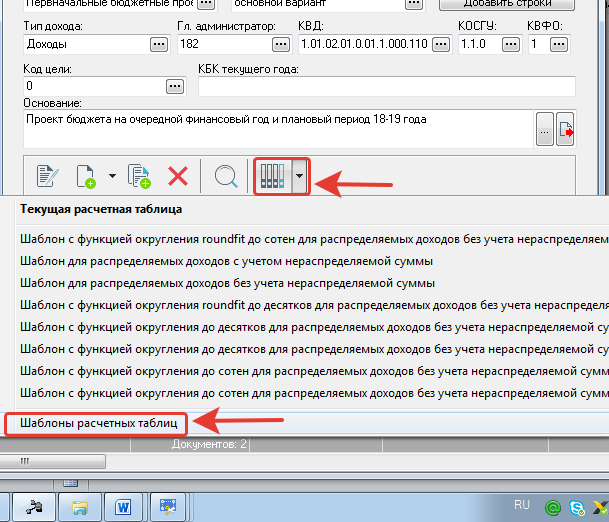 Первначальные бюджетные прое
основной вариант
Добавить строки
Тип дохода: Гл. администратор: КВД: КОСГУ: КВФО:
Доходы ... 182 ... 1.01.02.01.0.01.1.000.110 ... 1.1.0 ... 1 ...
Код цели: КБК текущего года:
0 ...
Основание:
Проект бюджета на очередной финансовый год и плановый период 18-19 года ...
Текущая расчетная таблица
Шаблон с функцией округления roundfit до сотен для распределяемых доходов без учета нераспределяем
Шаблон для распределяемых доходов с учетом нераспределяемой суммы
Шаблон для распределяемых доходов без учета нераспределяемой суммы
Шаблон с функцией округления roundfit до десятков для распределяемых доходов без учета нераспределя
Шаблон с функцией округления до десятков для распределяемых доходов без учета нераспределяемой су
Шаблон с функцией округления до десятков для распределяемых доходов без учета нераспределяемой су
Шаблон с функцией округления до сотен для распределяемых доходов без учета нераспределяемой сумм
Шаблон с функцией округления до сотен для распределяемых доходов без учета нераспределяемой сумм
Шаблоны расчетных таблиц
Документов: 2
RU